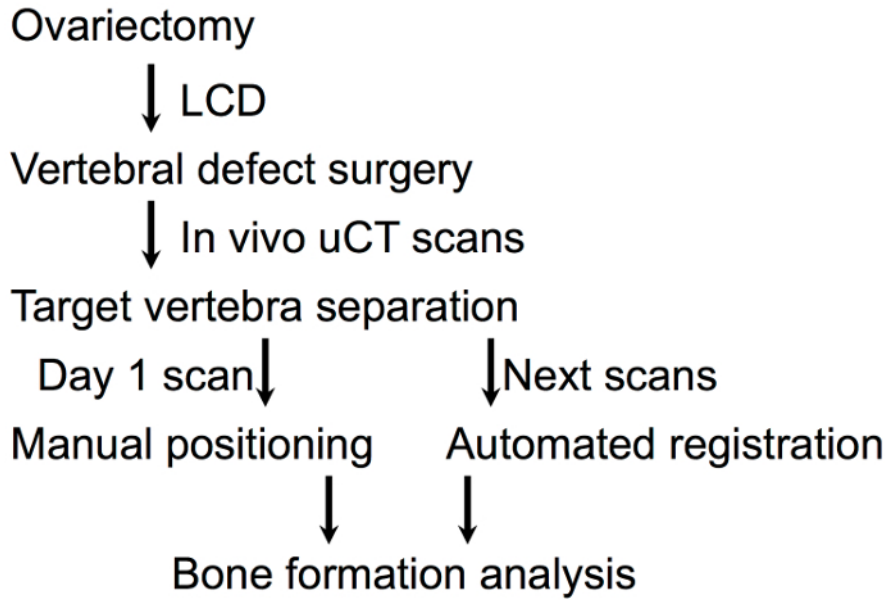 Ovariectomy
LCD
Vertebral defect surgery
In vivo uCT scans
Target vertebra separation
Day 1 scan Next scans
Manual positioning Automated registration
Bone formation analysis